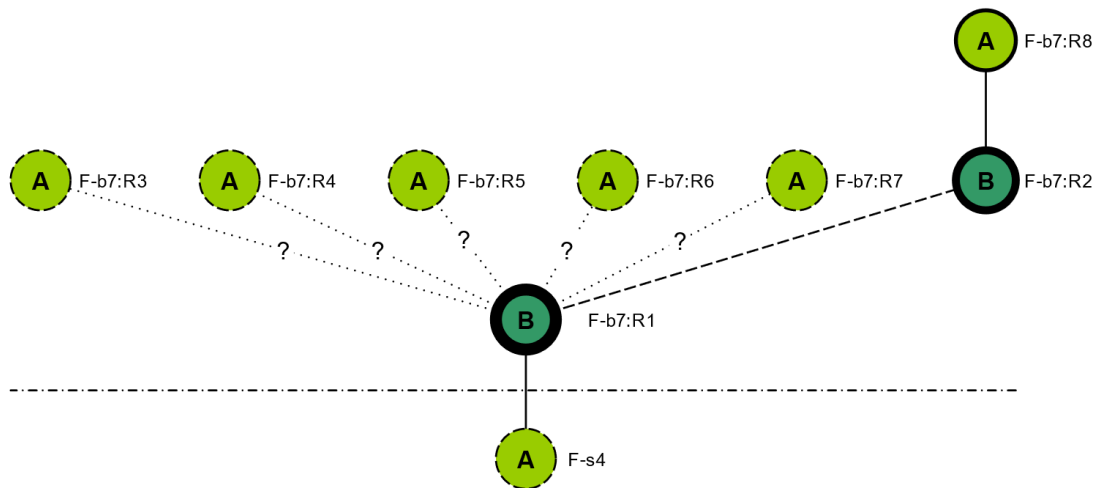 A F-b7:R8
A F-b7:R3 A F-b7:R4 A F-b7:R5 A F-b7:R6 A F-b7:R7 B F-b7:R2
? ? ? ? ?
B F-b7:R1
A F-s4